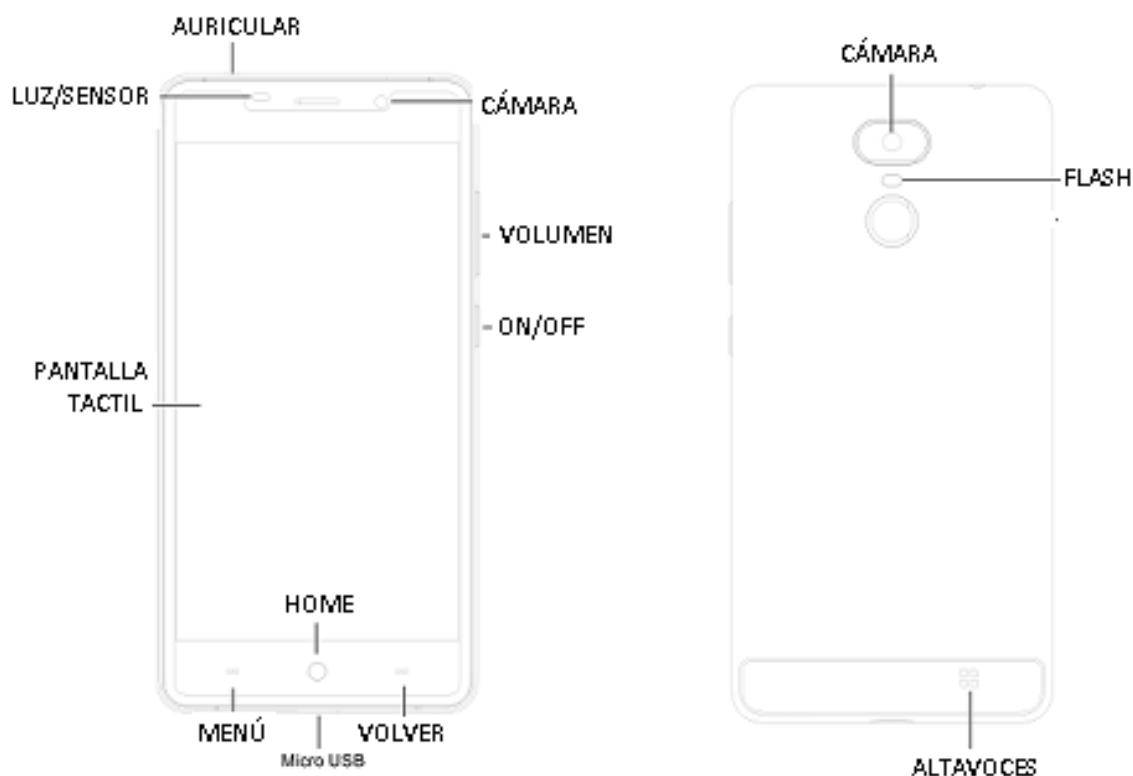 AURICULAR
LUZ/SENSOR
CÁMARA
VOLUMEN
ON/OFF
PANTALLA
TACTIL
HOME
MENÚ
VOLVER
Micro USB
CÁMARA
FLASH
ALTAVOCES